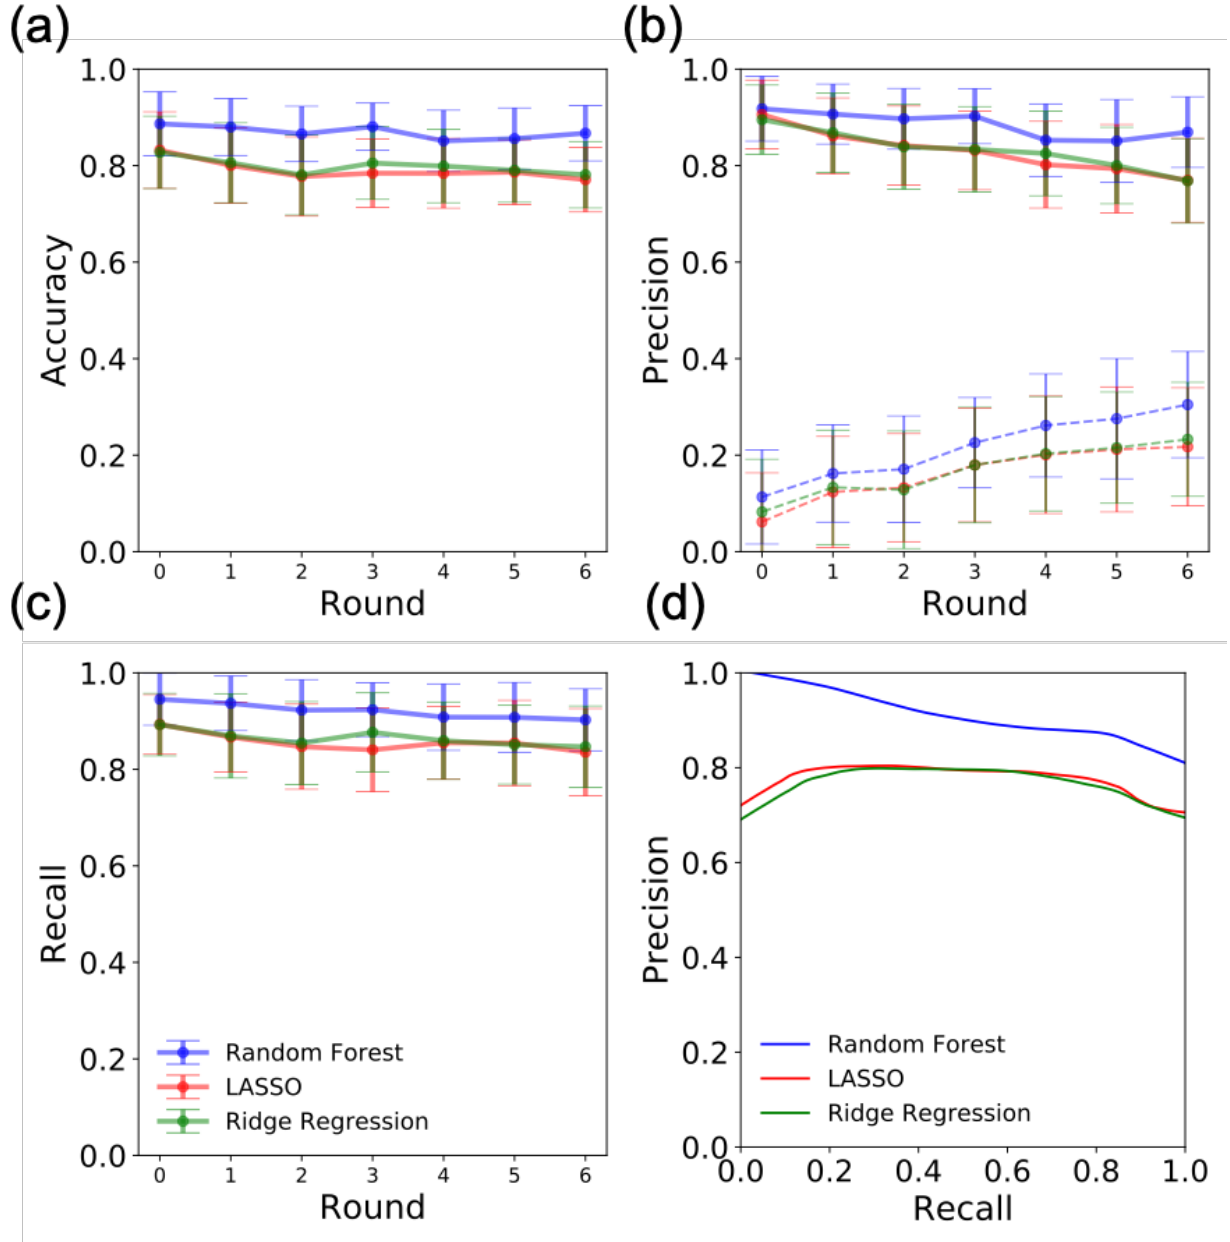 (a)
1.0
0.8
0.6
0.4
0.2
0.0
Accuracy
0 1 2 3 4 5 6
Round
(b)
1.0
0.8
0.6
0.4
0.2
0.0
Precision
0 1 2 3 4 5 6
Round
(c)
1.0
0.8
0.6
0.4
0.2
0.0
Recall
Random Forest
LASSO
Ridge Regression
0 1 2 3 4 5 6
Round
(d)
1.0
0.8
0.6
0.4
0.2
0.0
Precision
Random Forest
LASSO
Ridge Regression
0.0 0.2 0.4 0.6 0.8 1.0
Recall